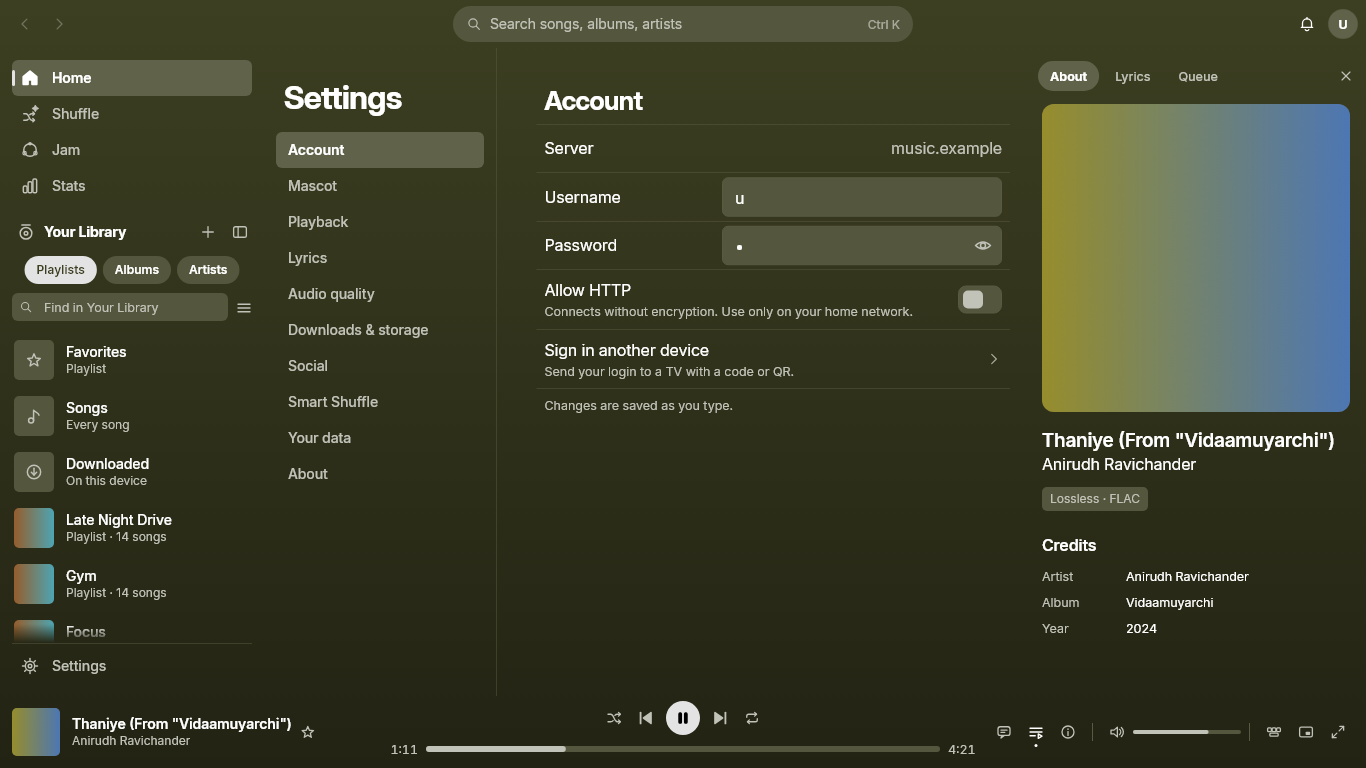 Search songs, albums, artists
Ctrl K
U
Home
Shuffle
Jam
Stats
Your Library
Playlists
Albums
Artists
Find in Your Library
Favorites
Playlist
Songs
Every song
Downloaded
On this device
Late Night Drive
Playlist · 14 songs
Gym
Playlist · 14 songs
Focus
Settings
Settings
Account
Mascot
Playback
Lyrics
Audio quality
Downloads & storage
Social
Smart Shuffle
Your data
About
Account
Server
music.example
Username
u
Password
Allow HTTP
Connects without encryption. Use only on your home network.
Sign in another device
Send your login to a TV with a code or QR.
Changes are saved as you type.
About
Lyrics
Queue
Thaniye (From "Vidaamuyarchi")
Anirudh Ravichander
Lossless · FLAC
Credits
Artist
Anirudh Ravichander
Album
Vidaamuyarchi
Year
2024
Thaniye (From "Vidaamuyarchi")
Anirudh Ravichander
1:11
4:21